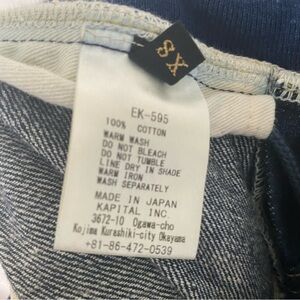 SX
EK-595
100% COTTON
WARM WASH
DO NOT BLEACH
DO NOT TUMBLE
LINE DRY IN SHADE
WARM IRON
WASH SEPARATELY
MADE IN JAPAN
KAPITAL INC.
3672-10 Ogawa-cho
Kojima Kurashiki-city Okayama
+81-86-472-0539